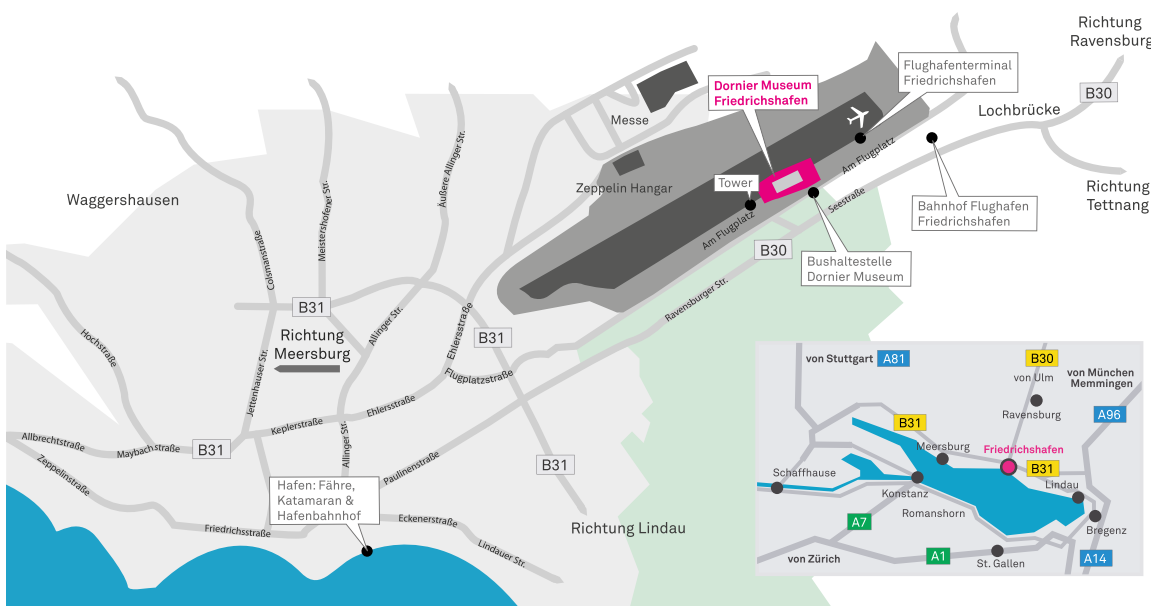 Richtung
Ravensburg
B30
Lochbrücke
Richtung
Tettnang
Flughafenterminal
Friedrichshafen
Dornier Museum
Friedrichshafen
Messe
Zeppelin Hangar
Tower
Am Flugplatz
Am Flugplatz
Seestraße
Bahnhof Flughafen
Friedrichshafen
Bushaltestelle
Dornier Museum
B30
Ravensburger Str.
Waggershausen
Colsmanstraße
Meistershofener Str.
Äußere Allinger Str.
B31
Richtung
Meersburg
Allinger Str.
Ehlersstraße
B31
Flugplatzstraße
Hochstraße
Jettenhauser Str.
Ehlersstraße
Keplerstraße
Allbrechtstraße
Maybachstraße
B31
Allinger Str.
Paulinenstraße
B31
Zeppelinstraße
Hafen: Fähre,
Katamaran &
Hafenbahnhof
Friedrichsstraße
Eckenerstraße
Lindauer Str.
Richtung Lindau
von Stuttgart
A81
B30
von Ulm
von München
Memmingen
Ravensburg
A96
B31
Meersburg
Friedrichshafen
B31
Schaffhause
Konstanz
Lindau
Romanshorn
A7
Bregenz
von Zürich
A1
St. Gallen
A14